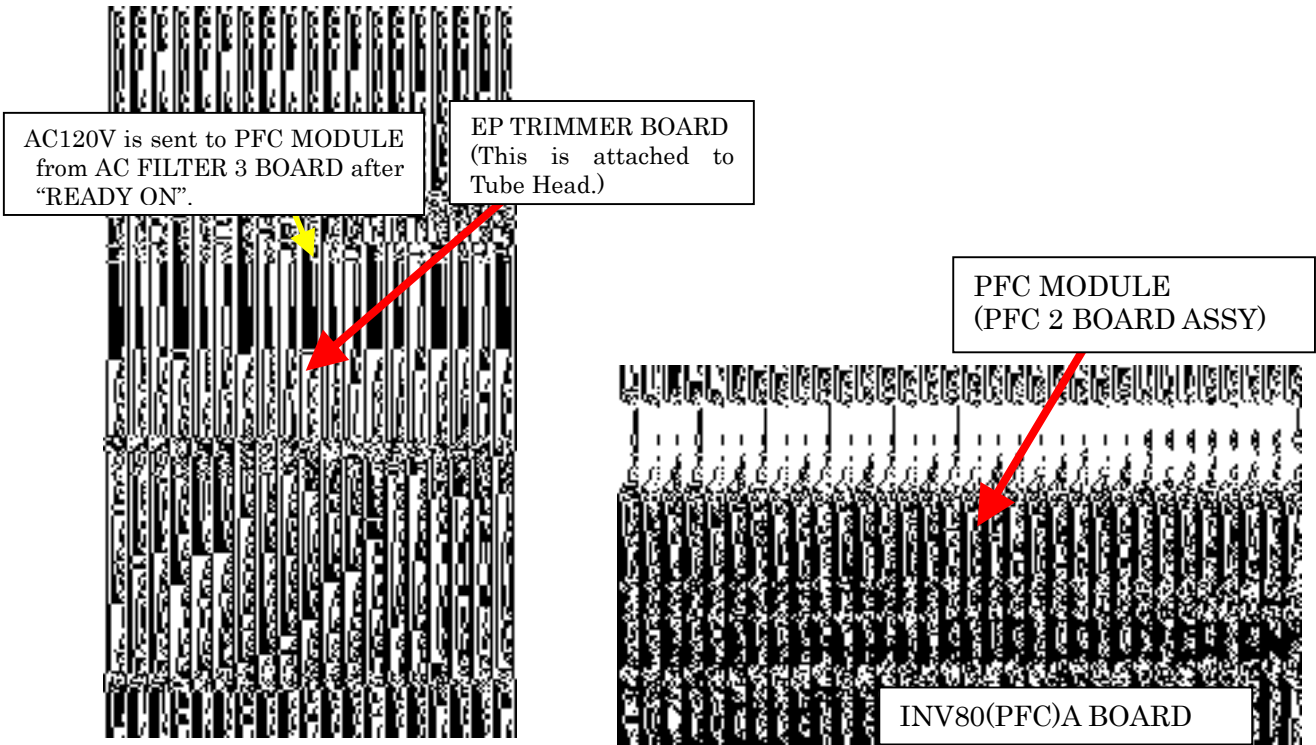 AC120V is sent to PFC MODULE
from AC FILTER 3 BOARD after
“READY ON”.
EP TRIMMER BOARD
(This is attached to
Tube Head.)
PFC MODULE
(PFC 2 BOARD ASSY)
INV80(PFC)A BOARD